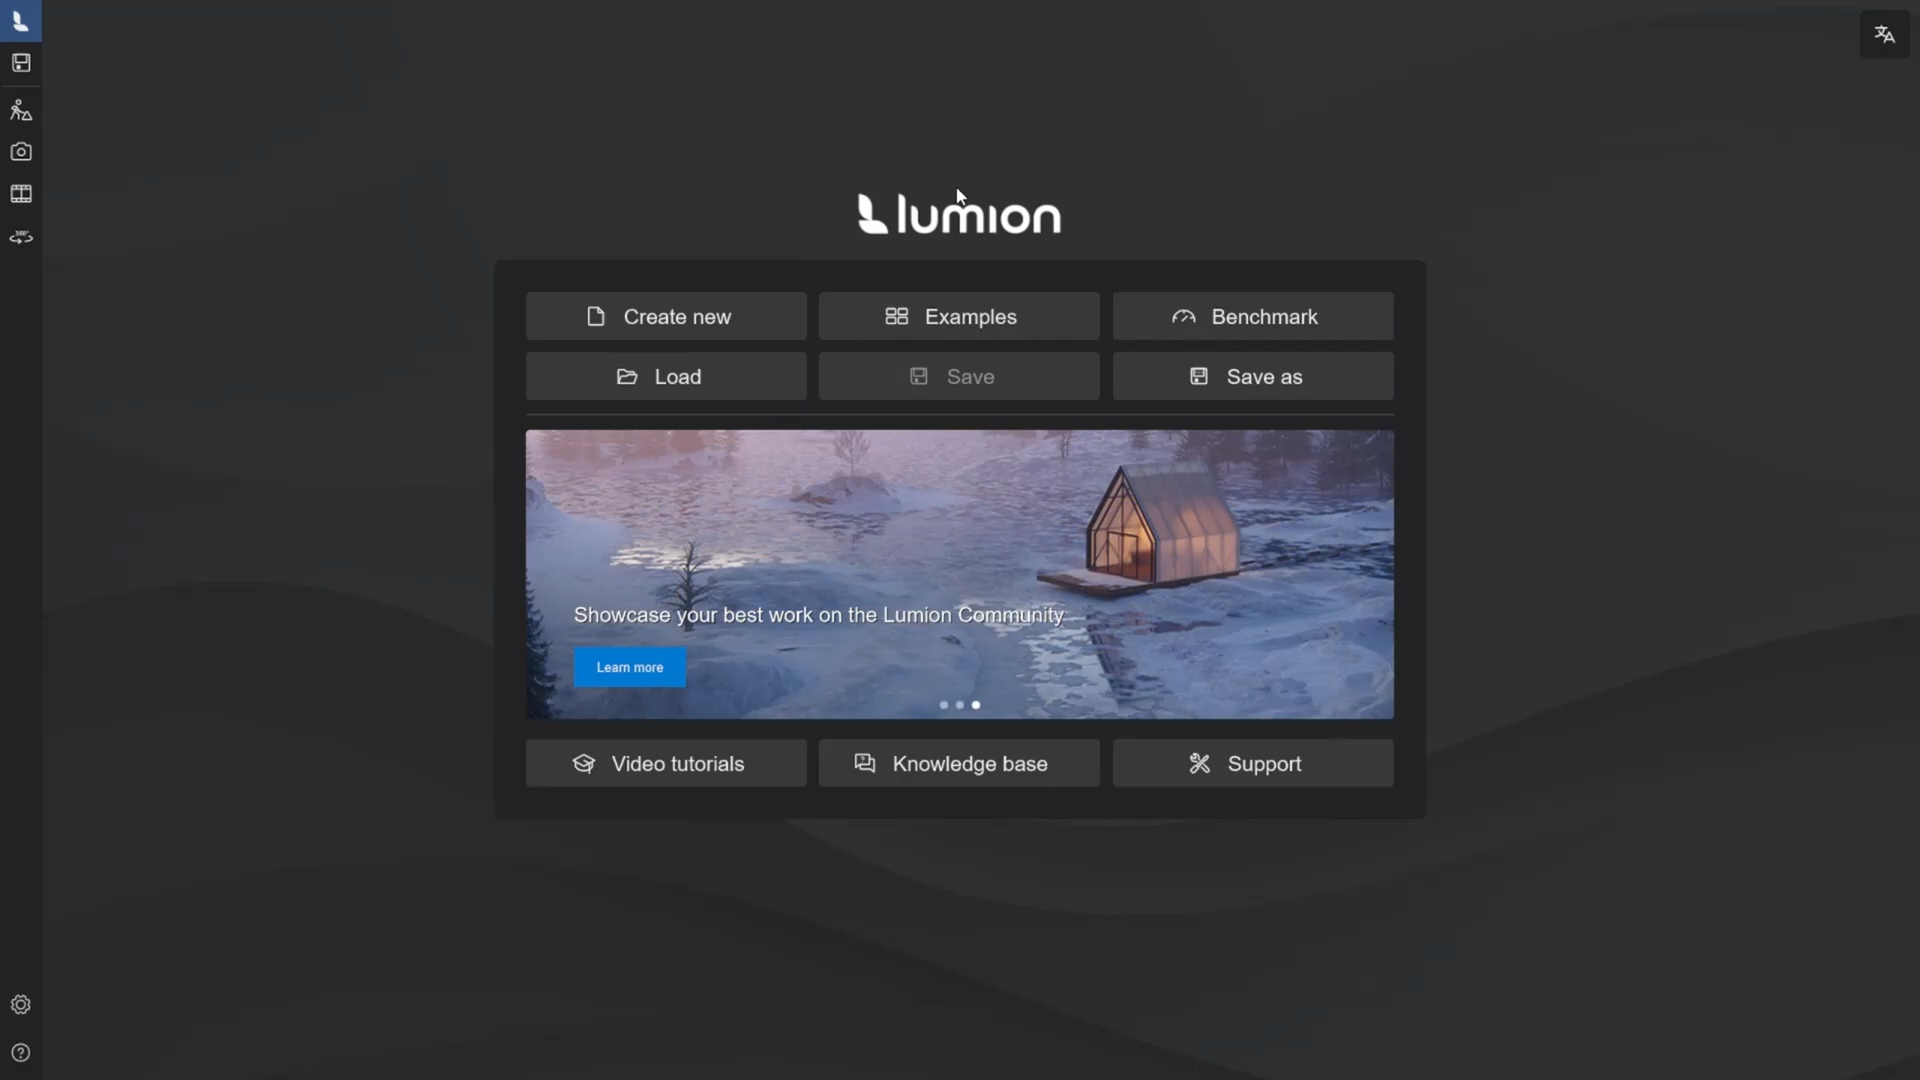 lumion
Create new
Examples
Benchmark
Load
Save
Save as
Showcase your best work on the Lumion Community
Learn more
Video tutorials
Knowledge base
Support
360°